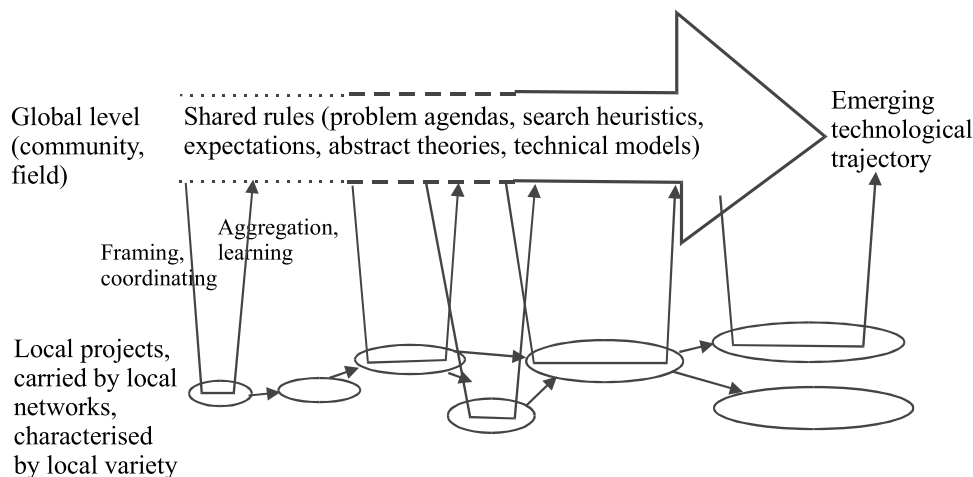 Global level
(community,
field)
Shared rules (problem agendas, search heuristics,
expectations, abstract theories, technical models)
Emerging
technological
trajectory
Framing,
coordinating
Aggregation,
learning
Local projects,
carried by local
networks,
characterised
by local variety